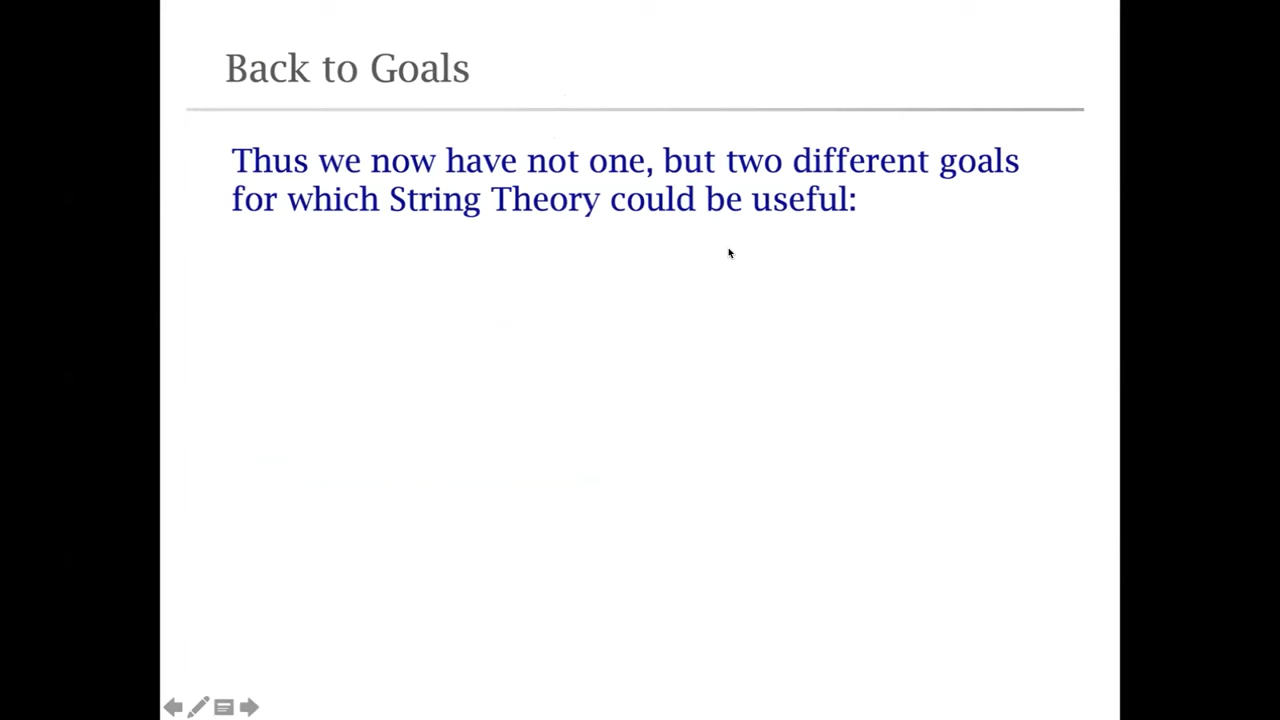 Back to Goals
Thus we now have not one, but two different goals
for which String Theory could be useful: